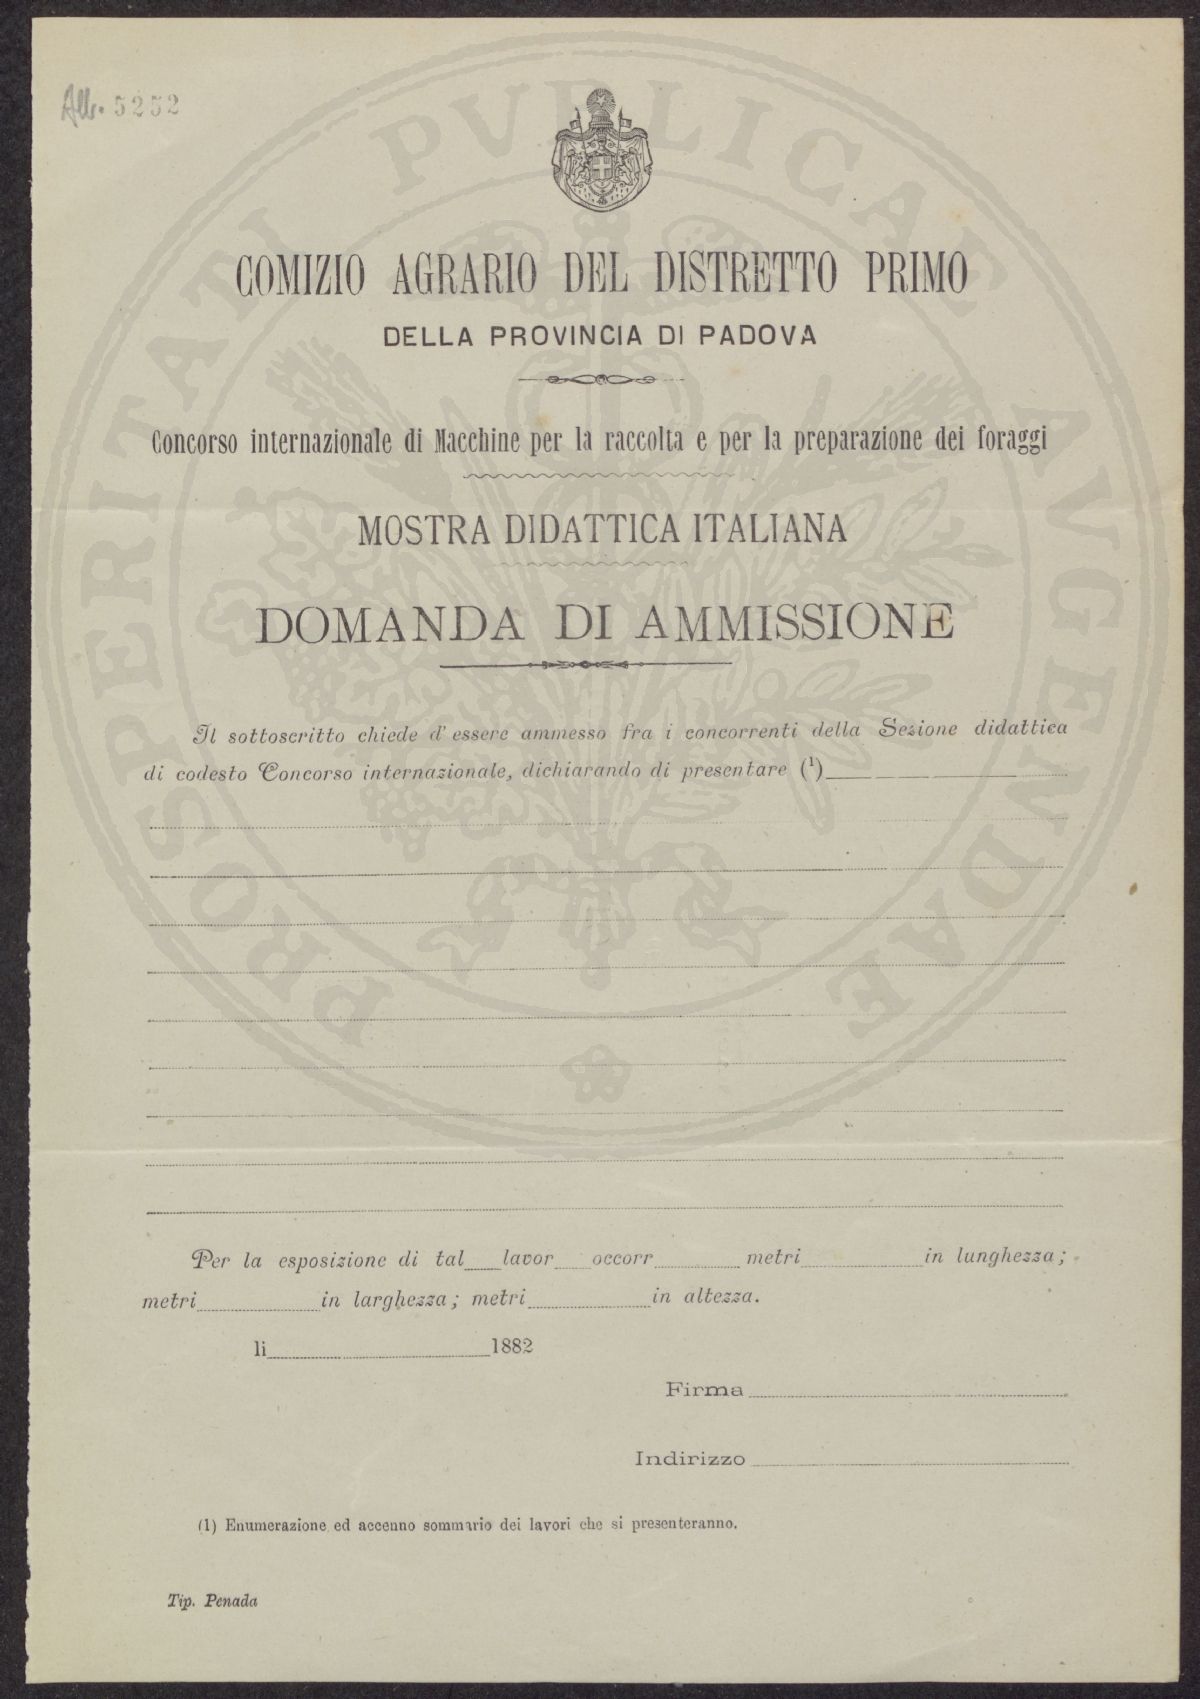 All. 5252
COMIZIO AGRARIO DEL DISTRETTO PRIMO
DELLA PROVINCIA DI PADOVA
Concorso internazionale di Macchine per la raccolta e per la preparazione dei foraggi
MOSTRA DIDATTICA ITALIANA
DOMANDA DI AMMISSIONE
Il sottoscritto chiede d'essere ammesso fra i concorrenti della Sezione didattica
di codesto Concorso internazionale, dichiarando di presentare (1)
Per la esposizione di tal lavor occorr metri in lunghezza;
metri in larghezza; metri in altezza.
li 1882
Firma
Indirizzo
(1) Enumerazione ed accenno sommario dei lavori che si presenteranno.
Tip. Penada
PROSPERITATI PVBLICAE AVGENDAE